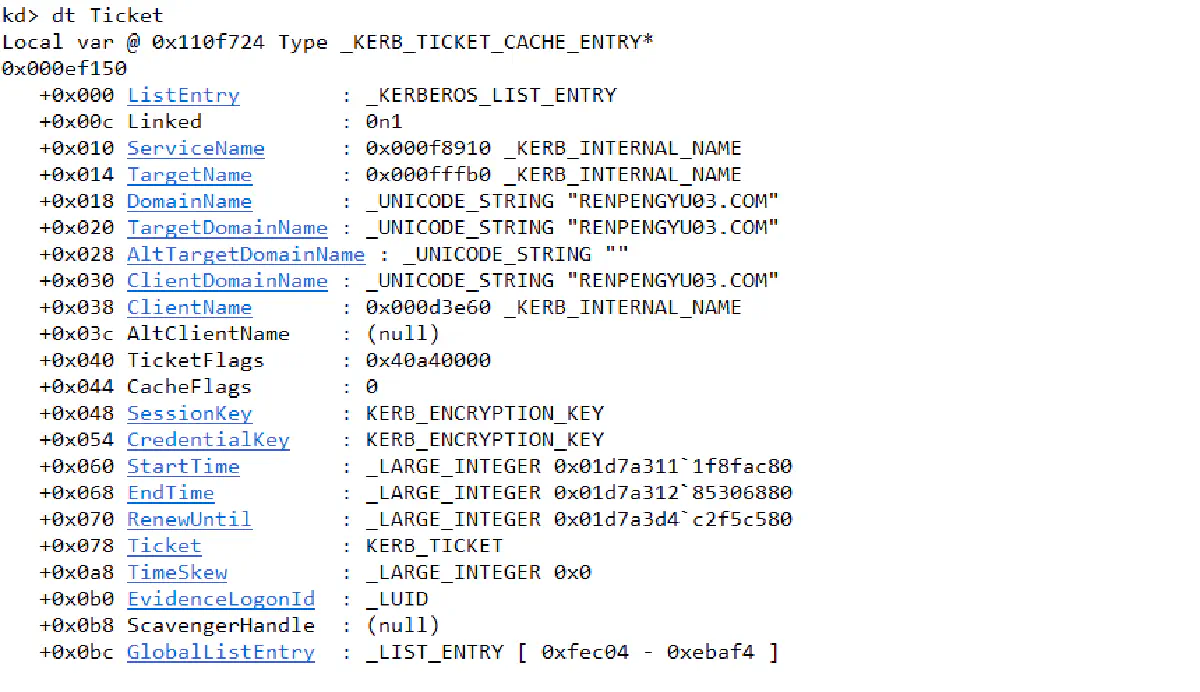 kd> dt Ticket
Local var @ 0x110f724 Type _KERB_TICKET_CACHE_ENTRY*
0x000ef150
   +0x000 ListEntry        : _KERBEROS_LIST_ENTRY
   +0x00c Linked           : 0n1
   +0x010 ServiceName      : 0x000f8910 _KERB_INTERNAL_NAME
   +0x014 TargetName       : 0x000fffb0 _KERB_INTERNAL_NAME
   +0x018 DomainName       : _UNICODE_STRING "RENPENGYU03.COM"
   +0x020 TargetDomainName : _UNICODE_STRING "RENPENGYU03.COM"
   +0x028 AltTargetDomainName : _UNICODE_STRING ""
   +0x030 ClientDomainName : _UNICODE_STRING "RENPENGYU03.COM"
   +0x038 ClientName       : 0x000d3e60 _KERB_INTERNAL_NAME
   +0x03c AltClientName    : (null)
   +0x040 TicketFlags      : 0x40a40000
   +0x044 CacheFlags       : 0
   +0x048 SessionKey       : KERB_ENCRYPTION_KEY
   +0x054 CredentialKey    : KERB_ENCRYPTION_KEY
   +0x060 StartTime        : _LARGE_INTEGER 0x01d7a311`1f8fac80
   +0x068 EndTime          : _LARGE_INTEGER 0x01d7a312`85306880
   +0x070 RenewUntil       : _LARGE_INTEGER 0x01d7a3d4`c2f5c580
   +0x078 Ticket           : KERB_TICKET
   +0x0a8 TimeSkew         : _LARGE_INTEGER 0x0
   +0x0b0 EvidenceLogonId  : _LUID
   +0x0b8 ScavengerHandle  : (null)
   +0x0bc GlobalListEntry  : _LIST_ENTRY [ 0xfec04 - 0xebaf4 ]